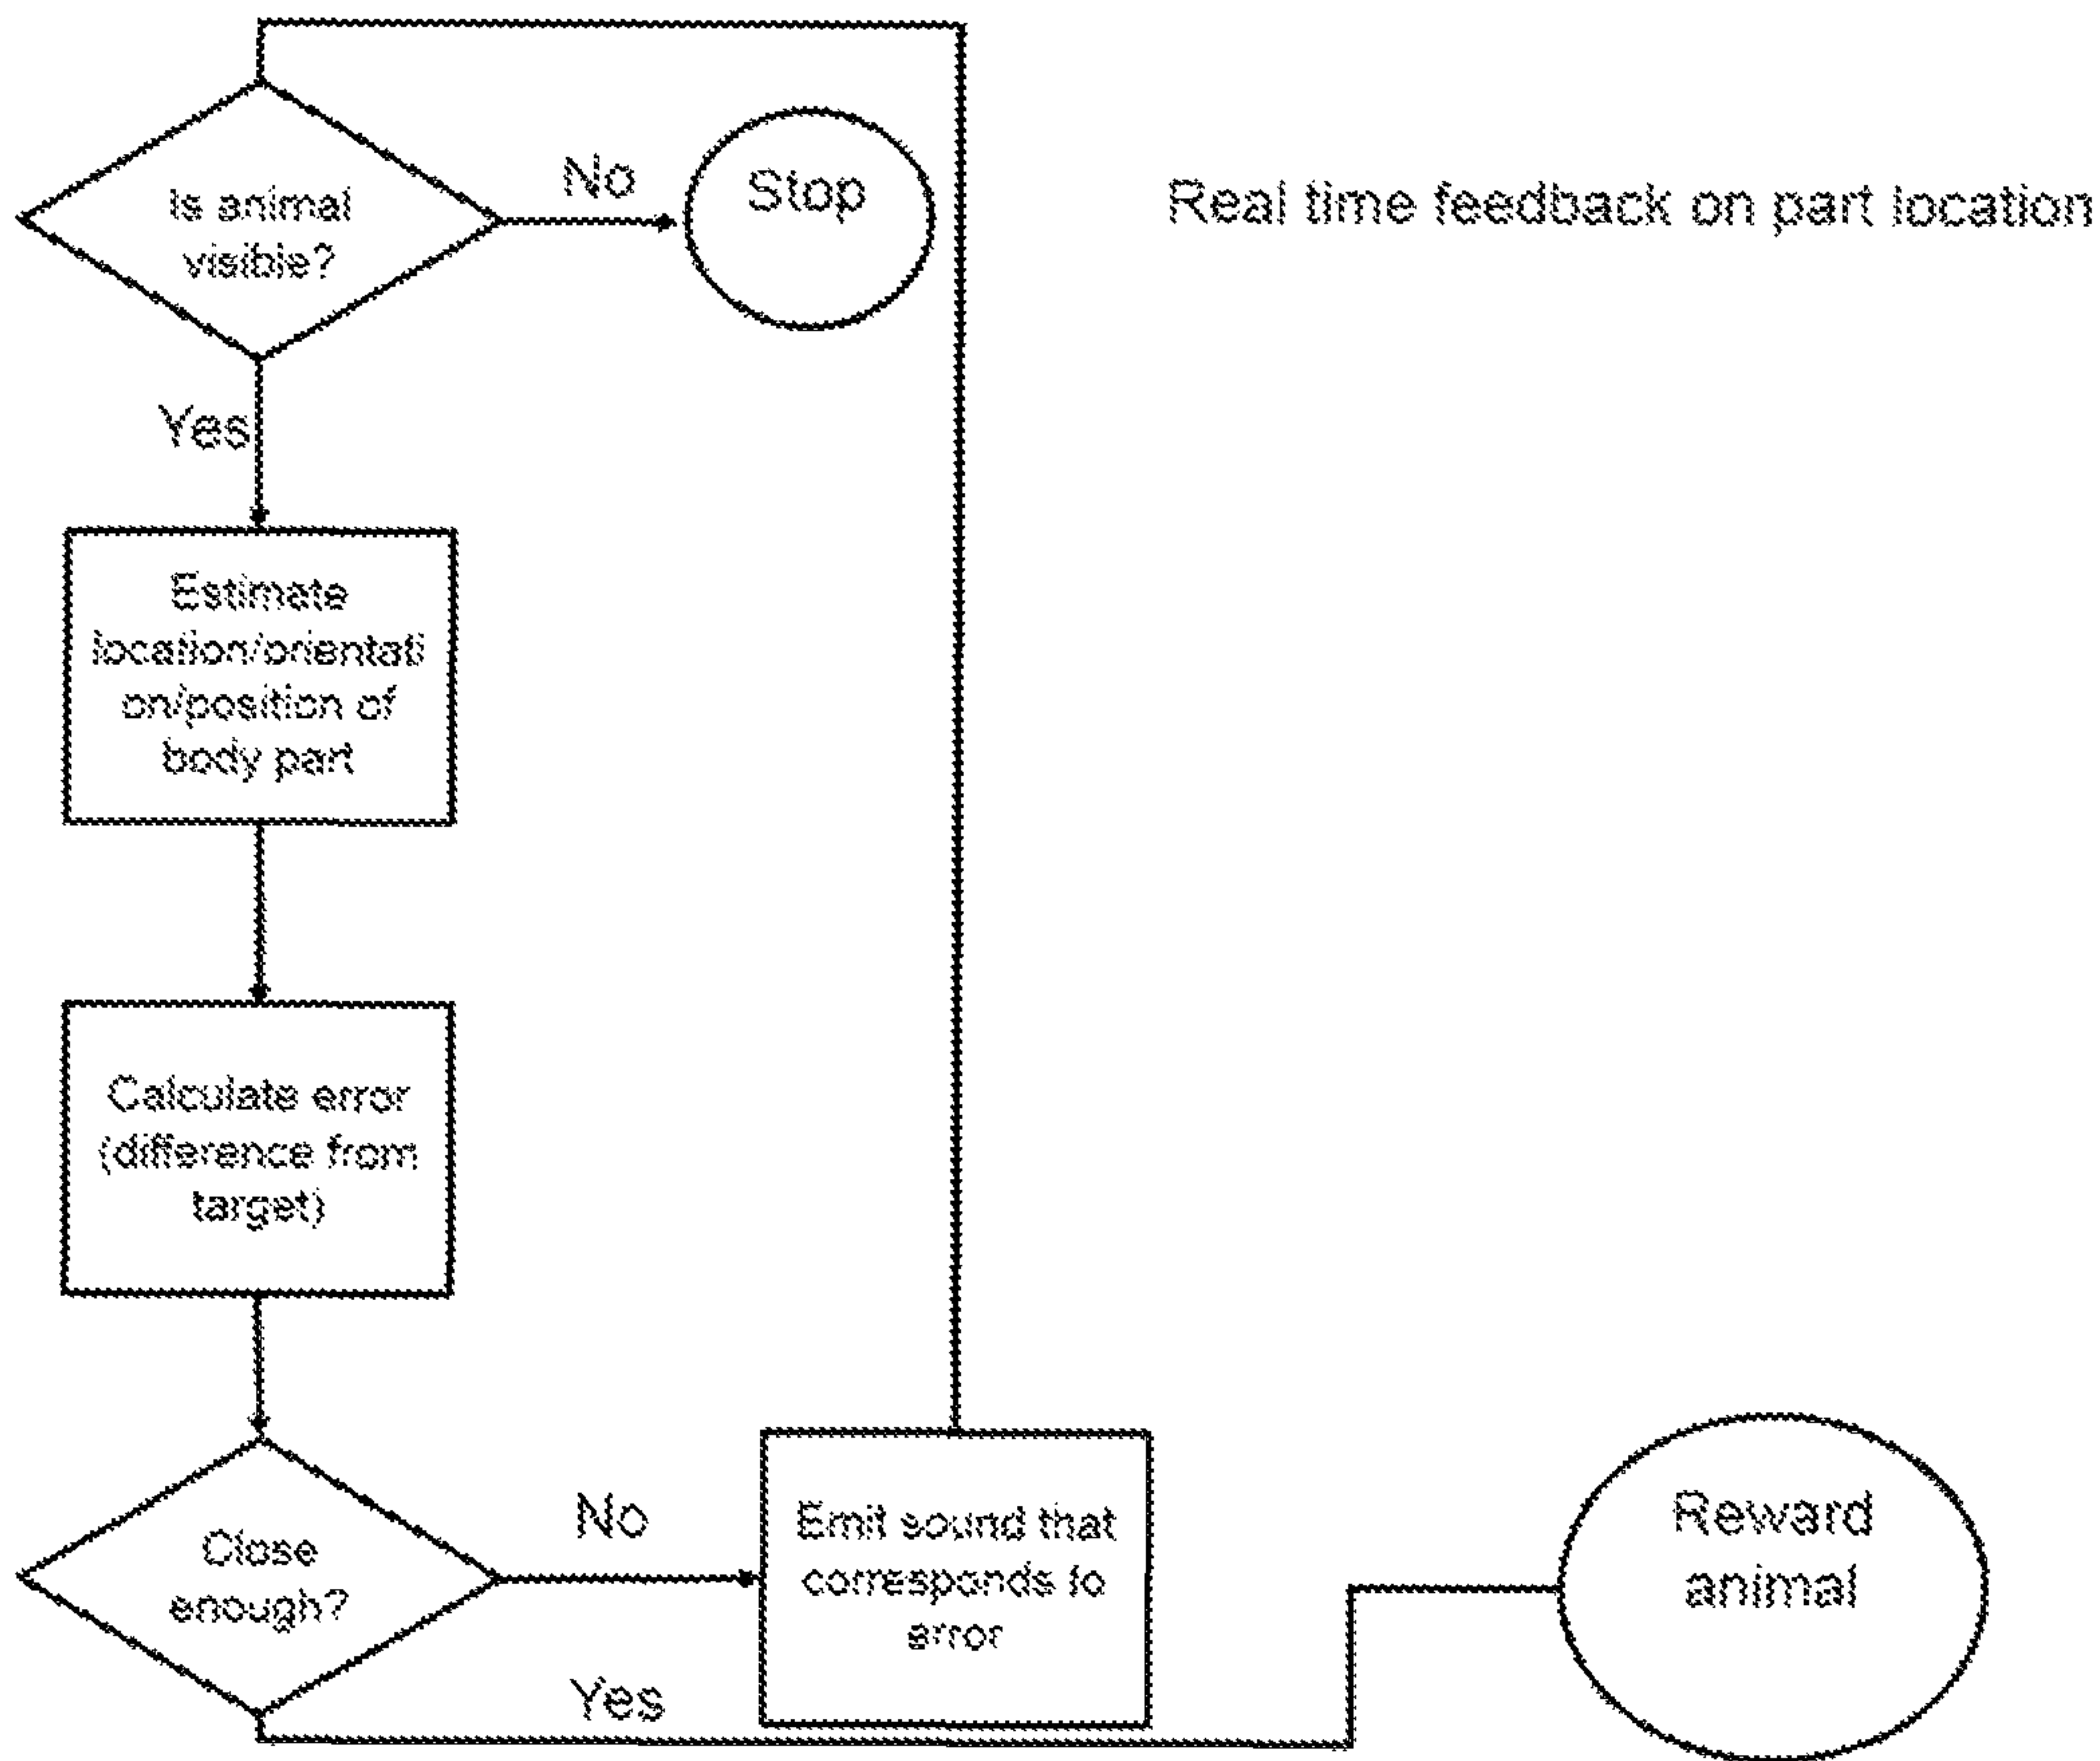 Is animal
visible?
No
Stop
Real time feedback on part location
Yes
Estimate
location/orientati
on/position of
body part
Calculate error
(difference from
target)
Close
enough?
No
Emit sound that
corresponds to
error
Yes
Reward
animal